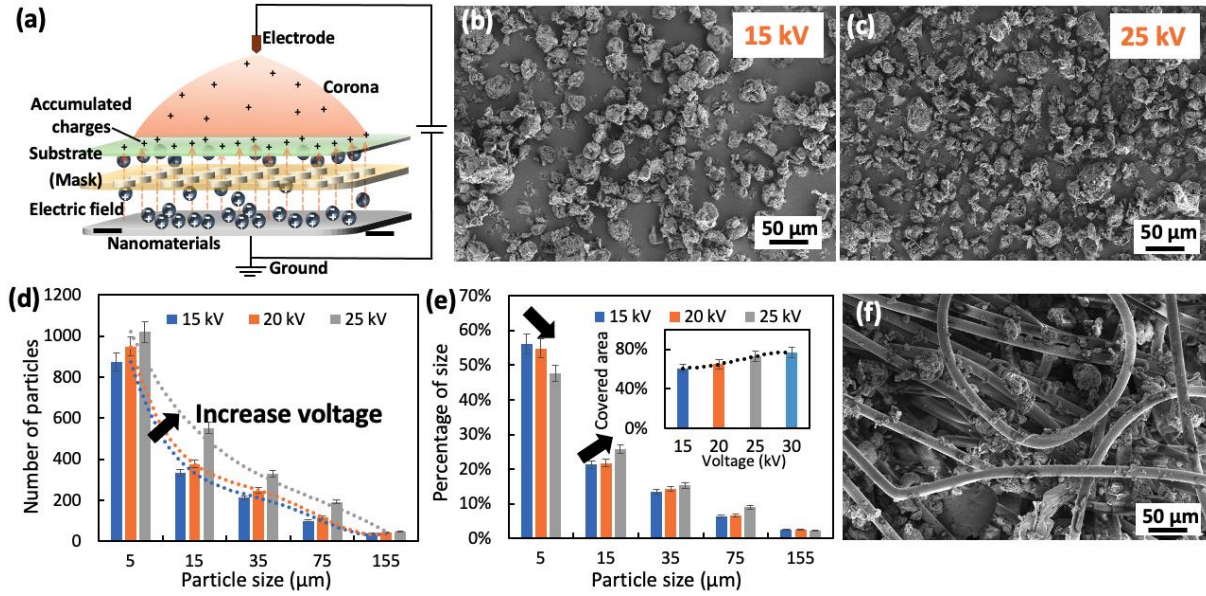 (a)
Electrode
Corona
Accumulated
charges
Substrate
(Mask)
Electric field
Nanomaterials
Ground
(b)
15 kV
50 µm
(c)
25 kV
50 µm
(d)
1200
1000
800
600
400
200
0
Number of particles
15 kV 20 kV 25 kV
Increase voltage
5 15 35 75 155
Particle size (µm)
(e)
70%
60%
50%
40%
30%
20%
10%
0%
Percentage of size
15 kV 20 kV 25 kV
Covered area
80%
40%
0%
15 20 25 30
Voltage (kV)
5 15 35 75 155
Particle size (µm)
(f)
50 µm